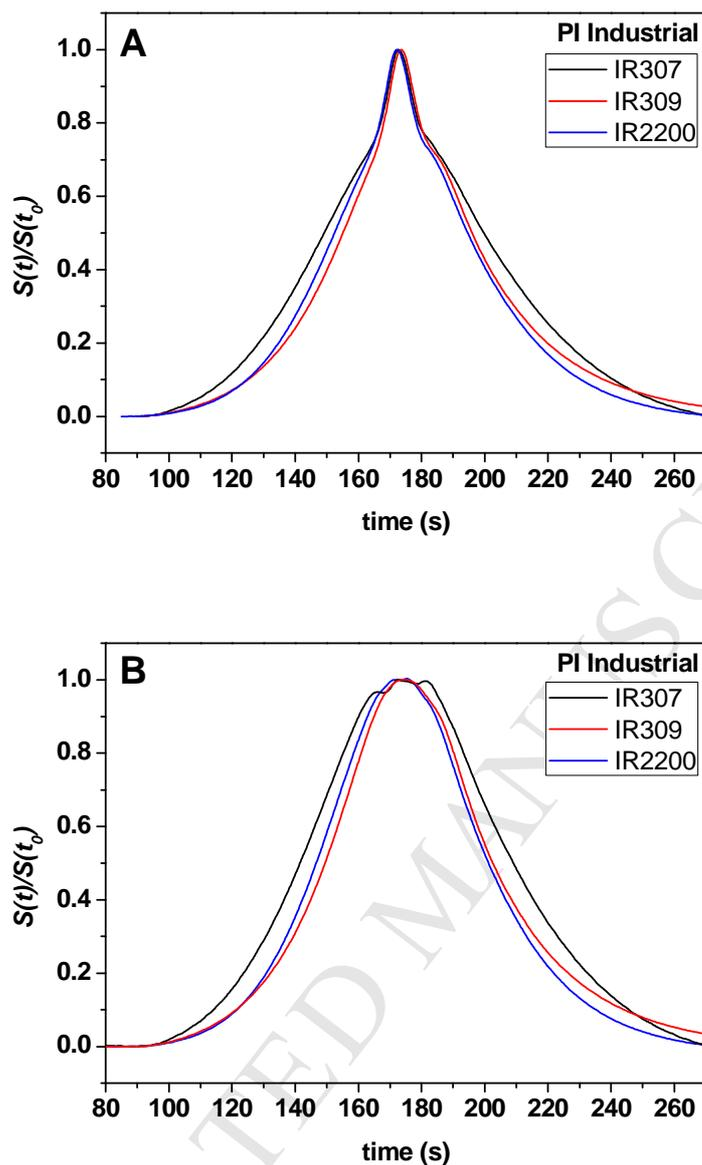 A
PI Industrial
IR307
IR309
IR2200
1.0
0.8
0.6
0.4
0.2
0.0
S(t)/S(t₀)
80 100 120 140 160 180 200 220 240 260
time (s)
B
PI Industrial
IR307
IR309
IR2200
1.0
0.8
0.6
0.4
0.2
0.0
S(t)/S(t₀)
80 100 120 140 160 180 200 220 240 260
time (s)
TED MANUSC